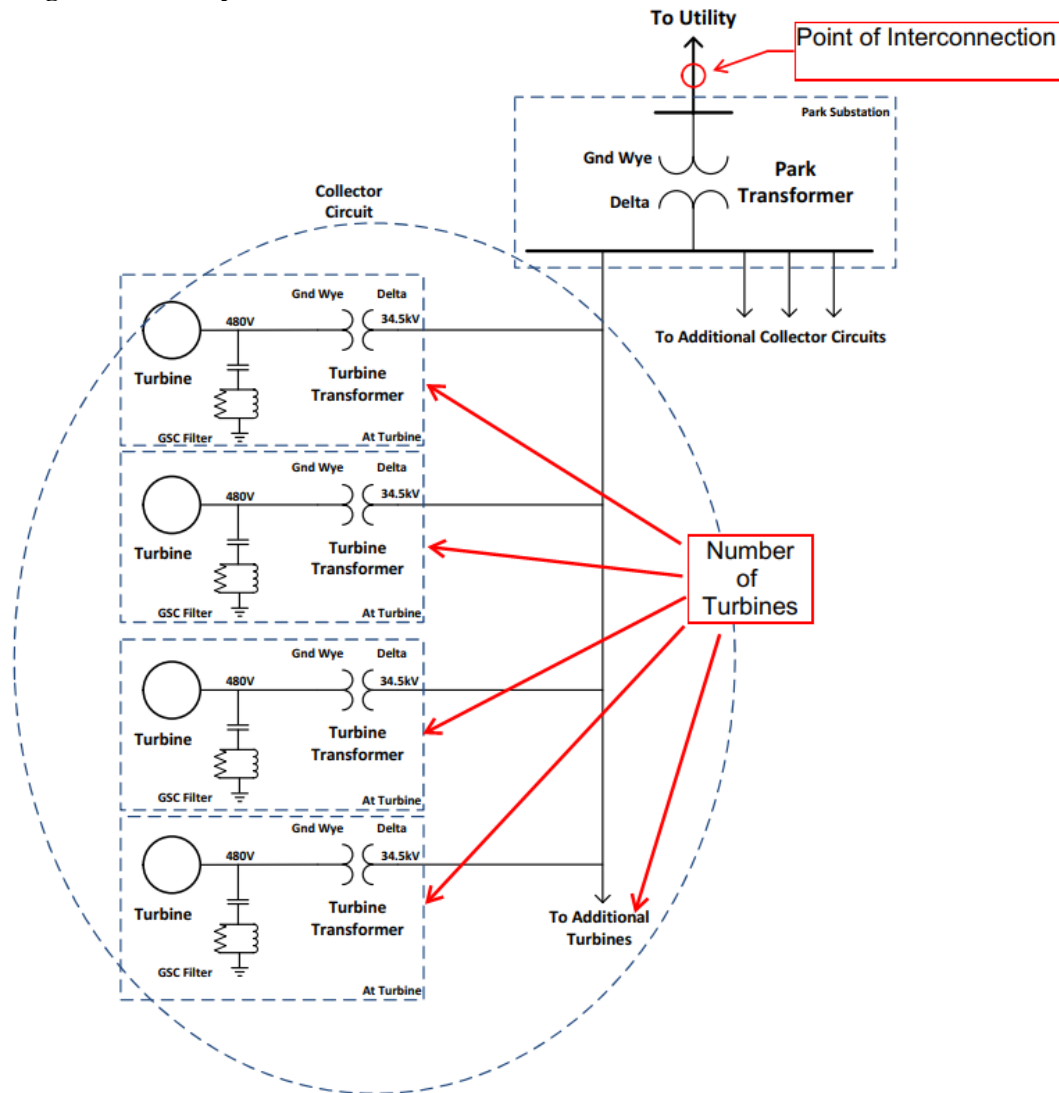 To Utility
Point of Interconnection
Park Substation
Gnd Wye
Park
Transformer
Delta
Collector
Circuit
To Additional Collector Circuits
Gnd Wye Delta
480V 34.5kV
Turbine
Turbine
Transformer
GSC Filter At Turbine
Gnd Wye Delta
480V 34.5kV
Turbine
Turbine
Transformer
GSC Filter At Turbine
Number
of
Turbines
Gnd Wye Delta
480V 34.5kV
Turbine
Turbine
Transformer
GSC Filter At Turbine
Gnd Wye Delta
480V 34.5kV
Turbine
Turbine
Transformer
GSC Filter
At Turbine
To Additional
Turbines